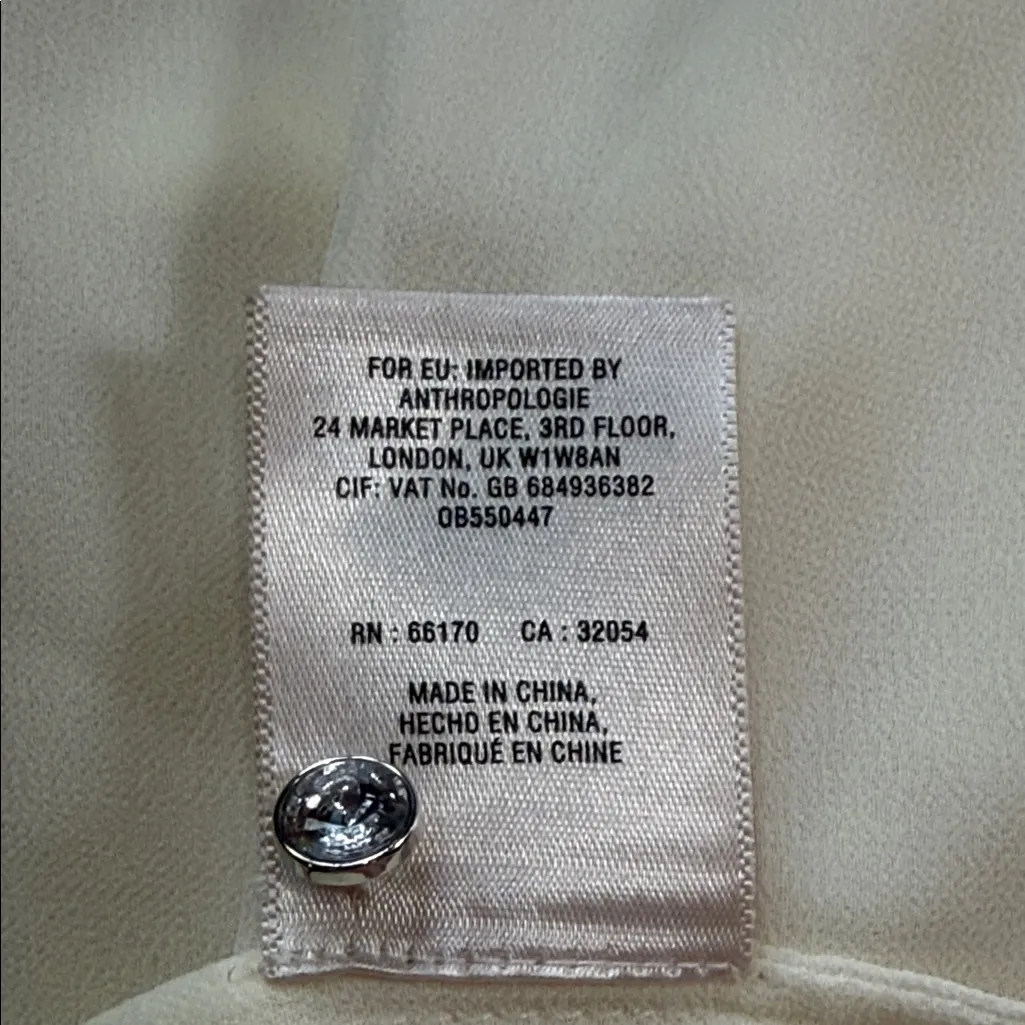 FOR EU: IMPORTED BY
ANTHROPOLOGIE
24 MARKET PLACE, 3RD FLOOR,
LONDON, UK W1W8AN
CIF: VAT No. GB 684936382
OB550447
RN : 66170 CA : 32054
MADE IN CHINA,
HECHO EN CHINA,
FABRIQUÉ EN CHINE